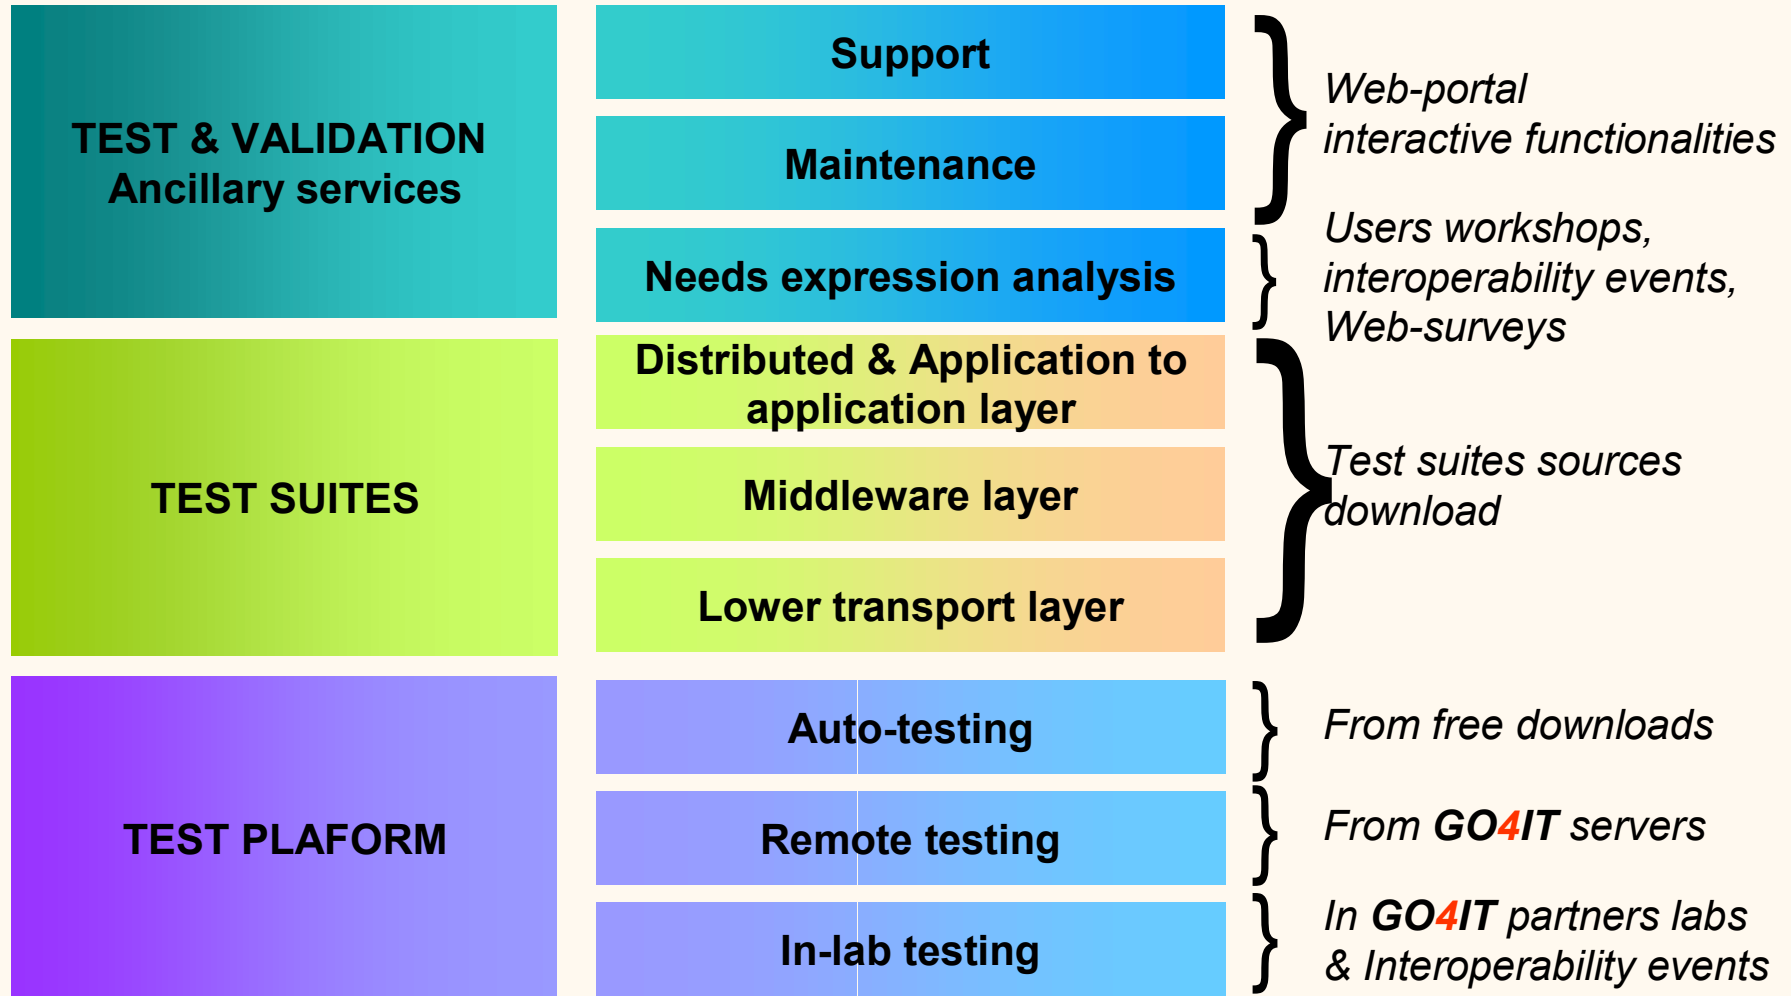 TEST & VALIDATION
Ancillary services
Support
Maintenance
Needs expression analysis
Web-portal
interactive functionalities
Users workshops,
interoperability events,
Web-surveys
TEST SUITES
Distributed & Application to
application layer
Middleware layer
Lower transport layer
Test suites sources
download
TEST PLAFORM
Auto-testing
From free downloads
Remote testing
From GO4IT servers
In-lab testing
In GO4IT partners labs
& Interoperability events